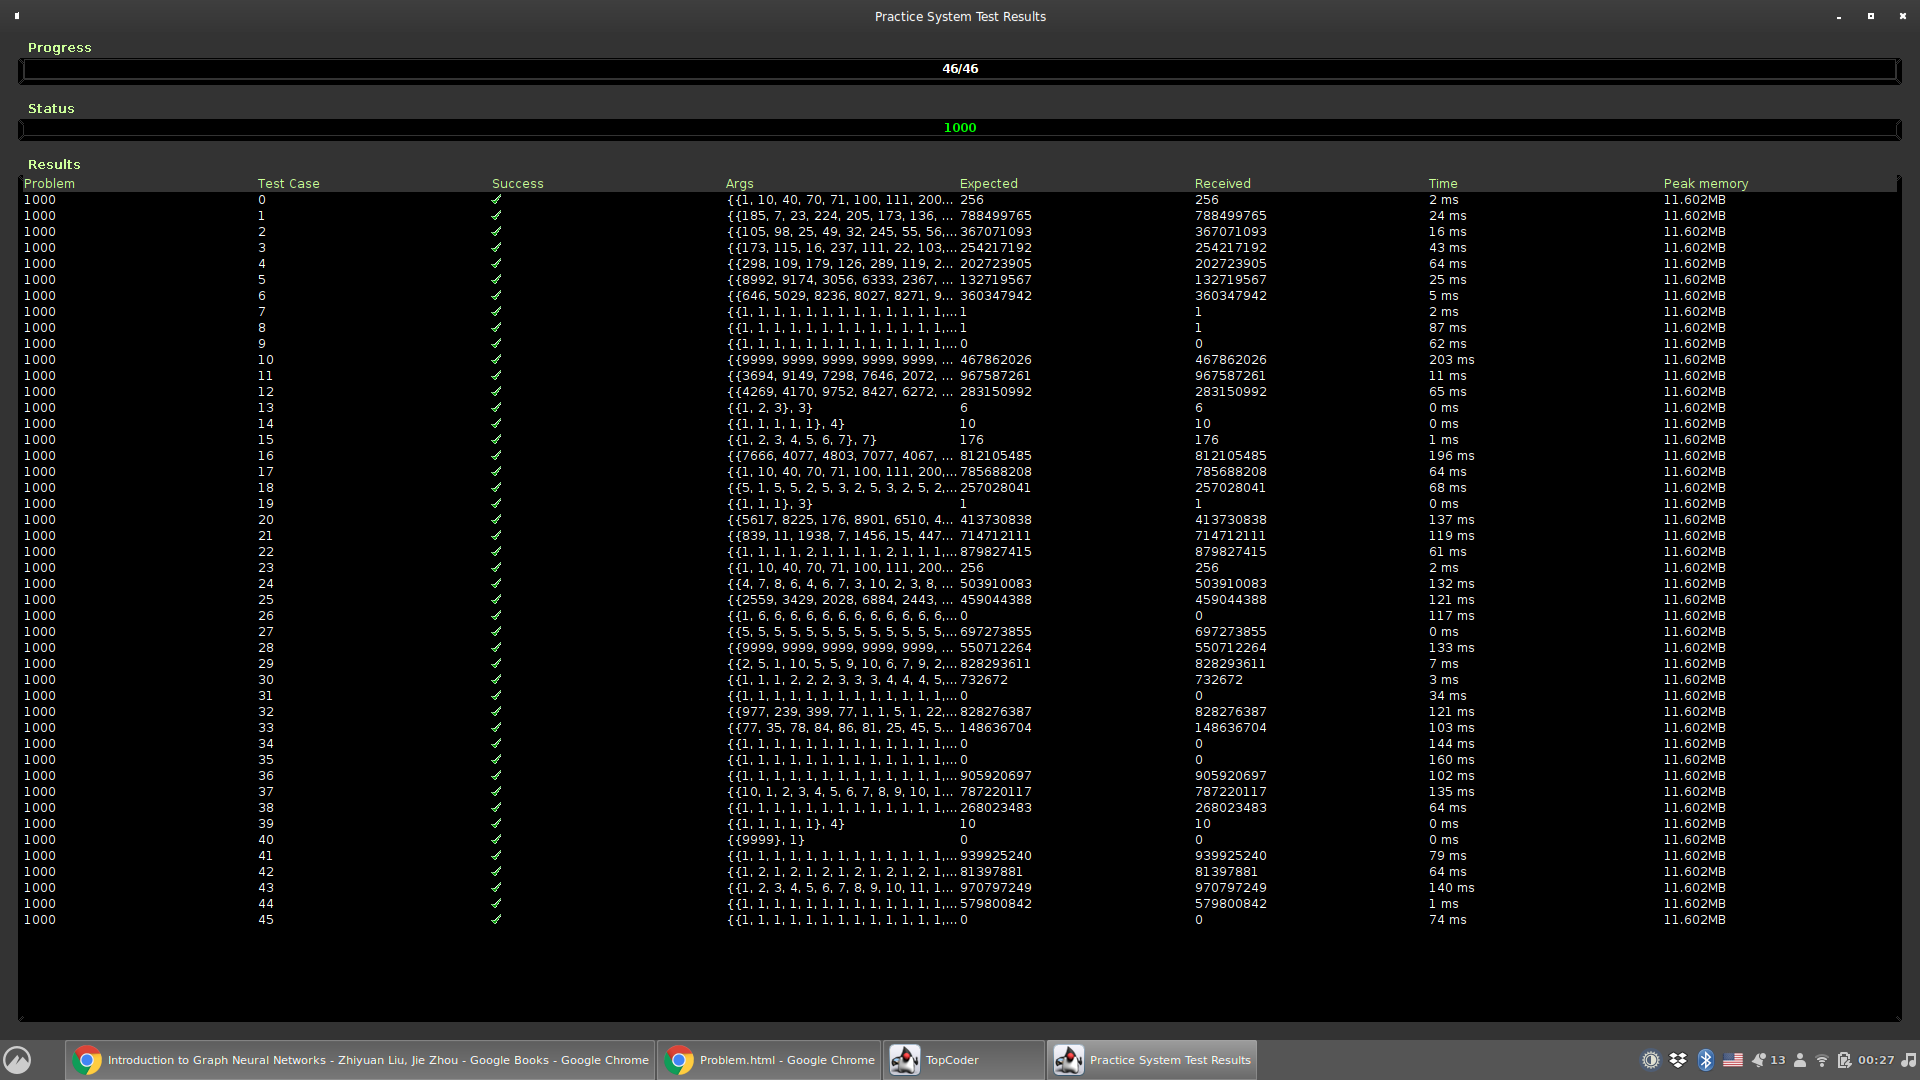 Practice System Test Results
Progress
46/46
Status
1000
Results
Problem Test Case Success Args Expected Received Time Peak memory
1000 0 {{1, 10, 40, 70, 71, 100, 111, 200... 256 256 2 ms 11.602MB
1000 1 {{185, 7, 23, 224, 205, 173, 136, ... 788499765 788499765 24 ms 11.602MB
1000 2 {{105, 98, 25, 49, 32, 245, 55, 56,... 367071093 367071093 16 ms 11.602MB
1000 3 {{173, 115, 16, 237, 111, 22, 103,... 254217192 254217192 43 ms 11.602MB
1000 4 {{298, 109, 179, 126, 289, 119, 2... 202723905 202723905 64 ms 11.602MB
1000 5 {{8992, 9174, 3056, 6333, 2367, ... 132719567 132719567 25 ms 11.602MB
1000 6 {{646, 5029, 8236, 8027, 8271, 9... 360347942 360347942 5 ms 11.602MB
1000 7 {{1, 1, 1, 1, 1, 1, 1, 1, 1, 1, 1, 1,... 1 1 2 ms 11.602MB
1000 8 {{1, 1, 1, 1, 1, 1, 1, 1, 1, 1, 1, 1,... 1 1 87 ms 11.602MB
1000 9 {{1, 1, 1, 1, 1, 1, 1, 1, 1, 1, 1, 1,... 0 0 62 ms 11.602MB
1000 10 {{9999, 9999, 9999, 9999, 9999, ... 467862026 467862026 203 ms 11.602MB
1000 11 {{3694, 9149, 7298, 7646, 2072, ... 967587261 967587261 11 ms 11.602MB
1000 12 {{4269, 4170, 9752, 8427, 6272, ... 283150992 283150992 65 ms 11.602MB
1000 13 {{1, 2, 3}, 3} 6 6 0 ms 11.602MB
1000 14 {{1, 1, 1, 1, 1}, 4} 10 10 0 ms 11.602MB
1000 15 {{1, 2, 3, 4, 5, 6, 7}, 7} 176 176 1 ms 11.602MB
1000 16 {{7666, 4077, 4803, 7077, 4067, ... 812105485 812105485 196 ms 11.602MB
1000 17 {{1, 10, 40, 70, 71, 100, 111, 200,... 785688208 785688208 64 ms 11.602MB
1000 18 {{5, 1, 5, 5, 2, 5, 3, 2, 5, 3, 2, 5, 2,... 257028041 257028041 68 ms 11.602MB
1000 19 {{1, 1, 1}, 3} 1 1 0 ms 11.602MB
1000 20 {{5617, 8225, 176, 8901, 6510, 4... 413730838 413730838 137 ms 11.602MB
1000 21 {{839, 11, 1938, 7, 1456, 15, 447... 714712111 714712111 119 ms 11.602MB
1000 22 {{1, 1, 1, 1, 2, 1, 1, 1, 1, 2, 1, 1, 1,... 879827415 879827415 61 ms 11.602MB
1000 23 {{1, 10, 40, 70, 71, 100, 111, 200... 256 256 2 ms 11.602MB
1000 24 {{4, 7, 8, 6, 4, 6, 7, 3, 10, 2, 3, 8, ... 503910083 503910083 132 ms 11.602MB
1000 25 {{2559, 3429, 2028, 6884, 2443, ... 459044388 459044388 121 ms 11.602MB
1000 26 {{1, 6, 6, 6, 6, 6, 6, 6, 6, 6, 6, 6, 6,... 0 0 117 ms 11.602MB
1000 27 {{5, 5, 5, 5, 5, 5, 5, 5, 5, 5, 5, 5, 5,... 697273855 697273855 0 ms 11.602MB
1000 28 {{9999, 9999, 9999, 9999, 9999, ... 550712264 550712264 133 ms 11.602MB
1000 29 {{2, 5, 1, 10, 5, 5, 9, 10, 6, 7, 9, 2,... 828293611 828293611 7 ms 11.602MB
1000 30 {{1, 1, 1, 2, 2, 2, 3, 3, 3, 4, 4, 4, 5,... 732672 732672 3 ms 11.602MB
1000 31 {{1, 1, 1, 1, 1, 1, 1, 1, 1, 1, 1, 1, 1,... 0 0 34 ms 11.602MB
1000 32 {{977, 239, 399, 77, 1, 1, 5, 1, 22,... 828276387 828276387 121 ms 11.602MB
1000 33 {{77, 35, 78, 84, 86, 81, 25, 45, 5... 148636704 148636704 103 ms 11.602MB
1000 34 {{1, 1, 1, 1, 1, 1, 1, 1, 1, 1, 1, 1, 1,... 0 0 144 ms 11.602MB
1000 35 {{1, 1, 1, 1, 1, 1, 1, 1, 1, 1, 1, 1, 1,... 0 0 160 ms 11.602MB
1000 36 {{1, 1, 1, 1, 1, 1, 1, 1, 1, 1, 1, 1, 1,... 905920697 905920697 102 ms 11.602MB
1000 37 {{10, 1, 2, 3, 4, 5, 6, 7, 8, 9, 10, 1... 787220117 787220117 135 ms 11.602MB
1000 38 {{1, 1, 1, 1, 1, 1, 1, 1, 1, 1, 1, 1, 1,... 268023483 268023483 64 ms 11.602MB
1000 39 {{1, 1, 1, 1, 1}, 4} 10 10 0 ms 11.602MB
1000 40 {{9999}, 1} 0 0 0 ms 11.602MB
1000 41 {{1, 1, 1, 1, 1, 1, 1, 1, 1, 1, 1, 1, 1,... 939925240 939925240 79 ms 11.602MB
1000 42 {{1, 2, 1, 2, 1, 2, 1, 2, 1, 2, 1, 2, 1,... 81397881 81397881 64 ms 11.602MB
1000 43 {{1, 2, 3, 4, 5, 6, 7, 8, 9, 10, 11, 1... 970797249 970797249 140 ms 11.602MB
1000 44 {{1, 1, 1, 1, 1, 1, 1, 1, 1, 1, 1, 1, 1,... 579800842 579800842 1 ms 11.602MB
1000 45 {{1, 1, 1, 1, 1, 1, 1, 1, 1, 1, 1, 1, 1,... 0 0 74 ms 11.602MB
Introduction to Graph Neural Networks - Zhiyuan Liu, Jie Zhou - Google Books - Google Chrome Problem.html - Google Chrome TopCoder Practice System Test Results 13 00:27